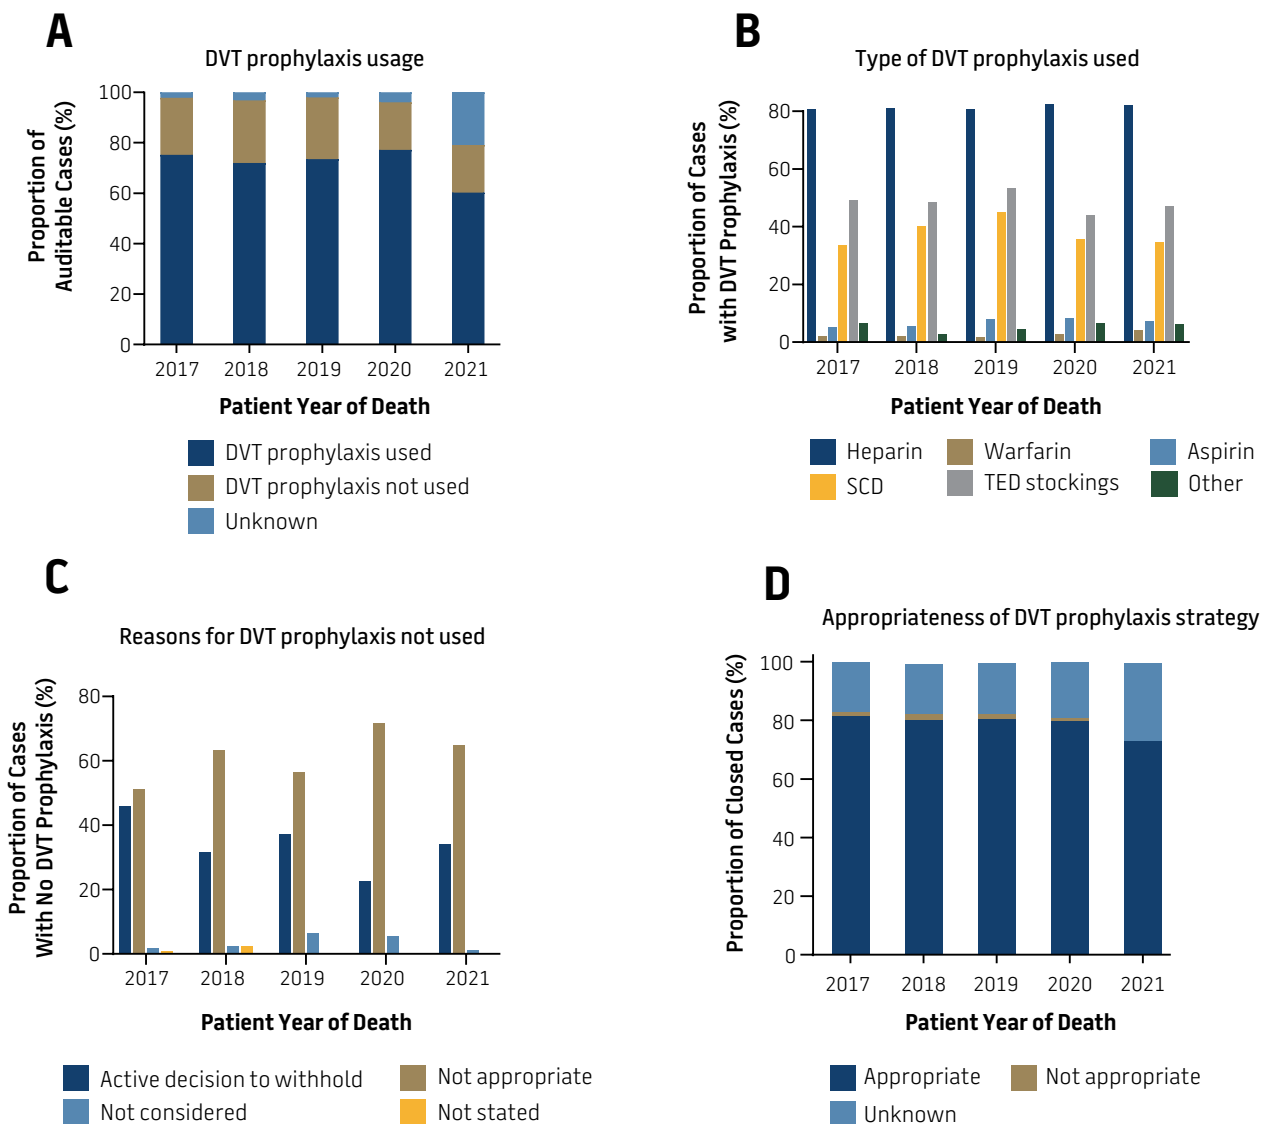 A
DVT prophylaxis usage
Proportion of
Auditable Cases (%)
100
80
60
40
20
0
2017 2018 2019 2020 2021
Patient Year of Death
DVT prophylaxis used
DVT prophylaxis not used
Unknown
B
Type of DVT prophylaxis used
Proportion of Cases
with DVT Prophylaxis (%)
80
60
40
20
0
2017 2018 2019 2020 2021
Patient Year of Death
Heparin Warfarin Aspirin
SCD TED stockings Other
C
Reasons for DVT prophylaxis not used
Proportion of Cases
With No DVT Prophylaxis (%)
80
60
40
20
0
2017 2018 2019 2020 2021
Patient Year of Death
Active decision to withhold Not appropriate
Not considered Not stated
D
Appropriateness of DVT prophylaxis strategy
Proportion of Closed Cases (%)
100
80
60
40
20
0
2017 2018 2019 2020 2021
Patient Year of Death
Appropriate Not appropriate
Unknown